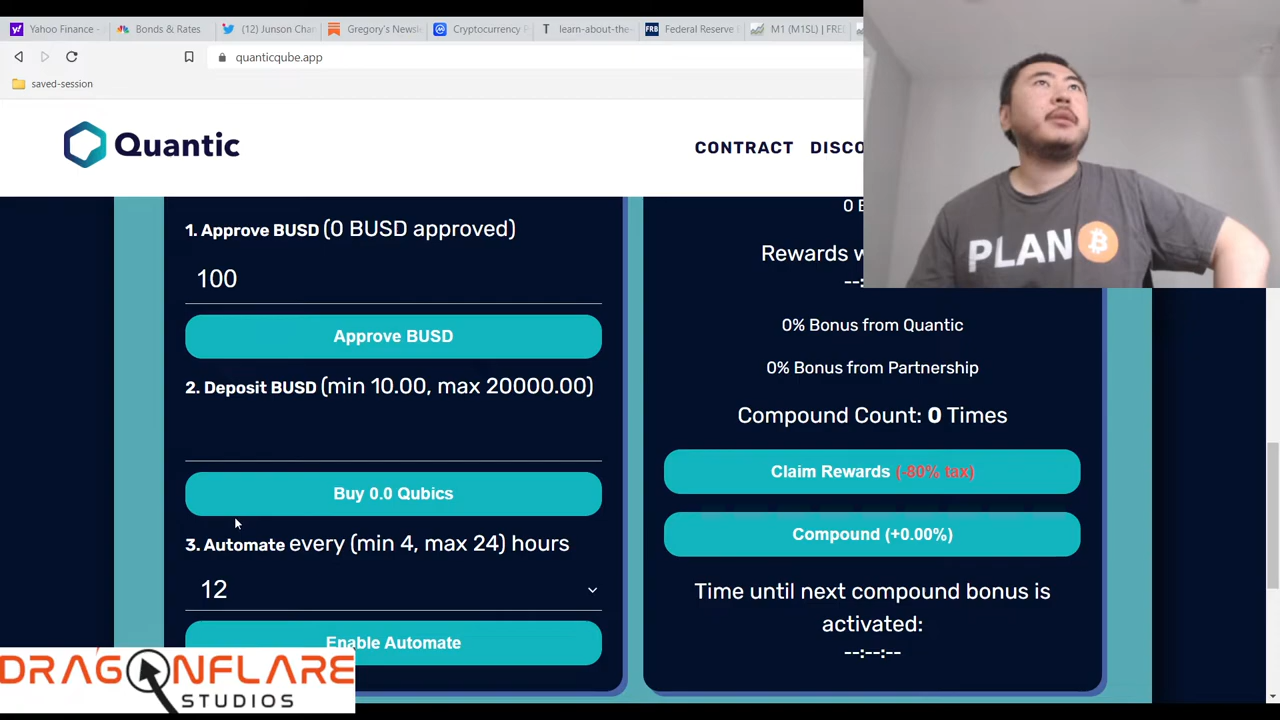 Yahoo Finance -
Bonds & Rates
(12) Junson Char
Gregory's Newsle
Cryptocurrency P
learn-about-the-
Federal Reserve
M1 (M1SL) | FRE
quanticqube.app
saved-session
Quantic
CONTRACT DISCO
1. Approve BUSD (0 BUSD approved)
100
Approve BUSD
2. Deposit BUSD (min 10.00, max 20000.00)
Buy 0.0 Qubics
3. Automate every (min 4, max 24) hours
12
Enable Automate
0 B
Rewards w
--:
0% Bonus from Quantic
0% Bonus from Partnership
Compound Count: 0 Times
Claim Rewards (-80% tax)
Compound (+0.00%)
Time until next compound bonus is
activated:
--:--:--
PLAN B
DRAGONFLARE
STUDIOS